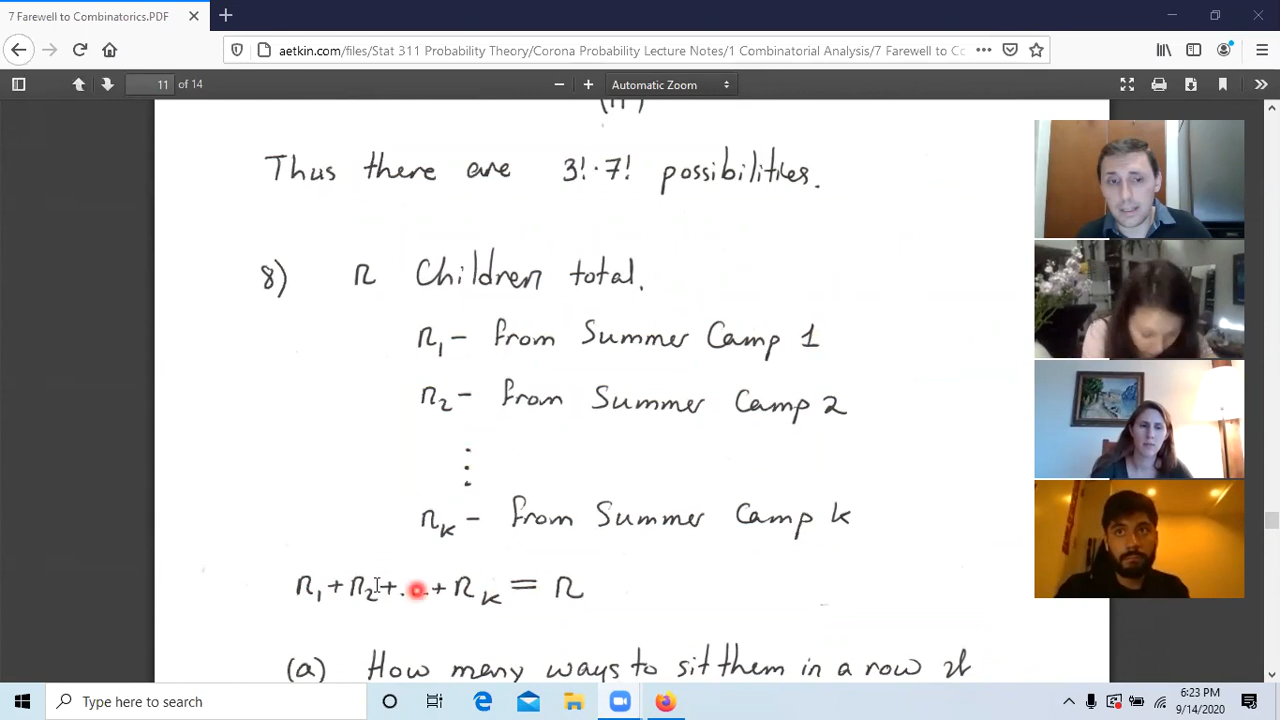 7 Farewell to Combinatorics.PDF
aetkin.com/files/Stat 311 Probability Theory/Corona Probability Lecture Notes/1 Combinatorial Analysis/7 Farewell to Co
11 of 14
Automatic Zoom
Thus there are 3!·7! possibilities.
8) n Children total.
n₁ – from Summer Camp 1
n₂ – from Summer Camp 2
⋮
nₖ – from Summer Camp k
n₁+n₂+...+nₖ = n
(a) How many ways to sit them in a row if
Type here to search
6:23 PM
9/14/2020